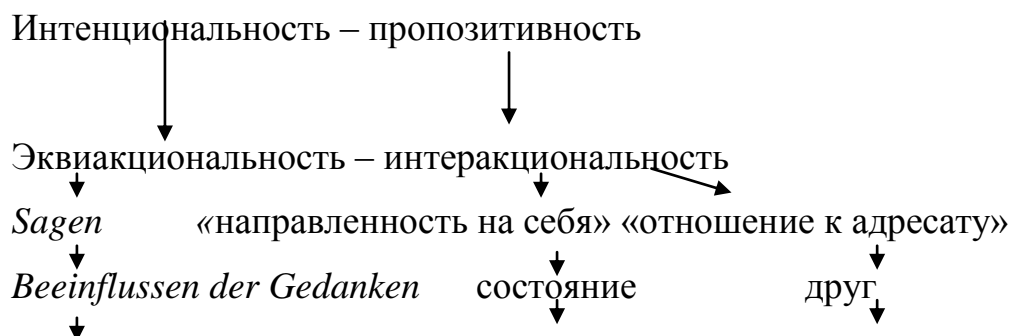 Интенциональность – пропозитивность
Эквиакциональность – интеракциональность
Sagen «направленность на себя» «отношение к адресату»
Beeinflussen der Gedanken состояние друг